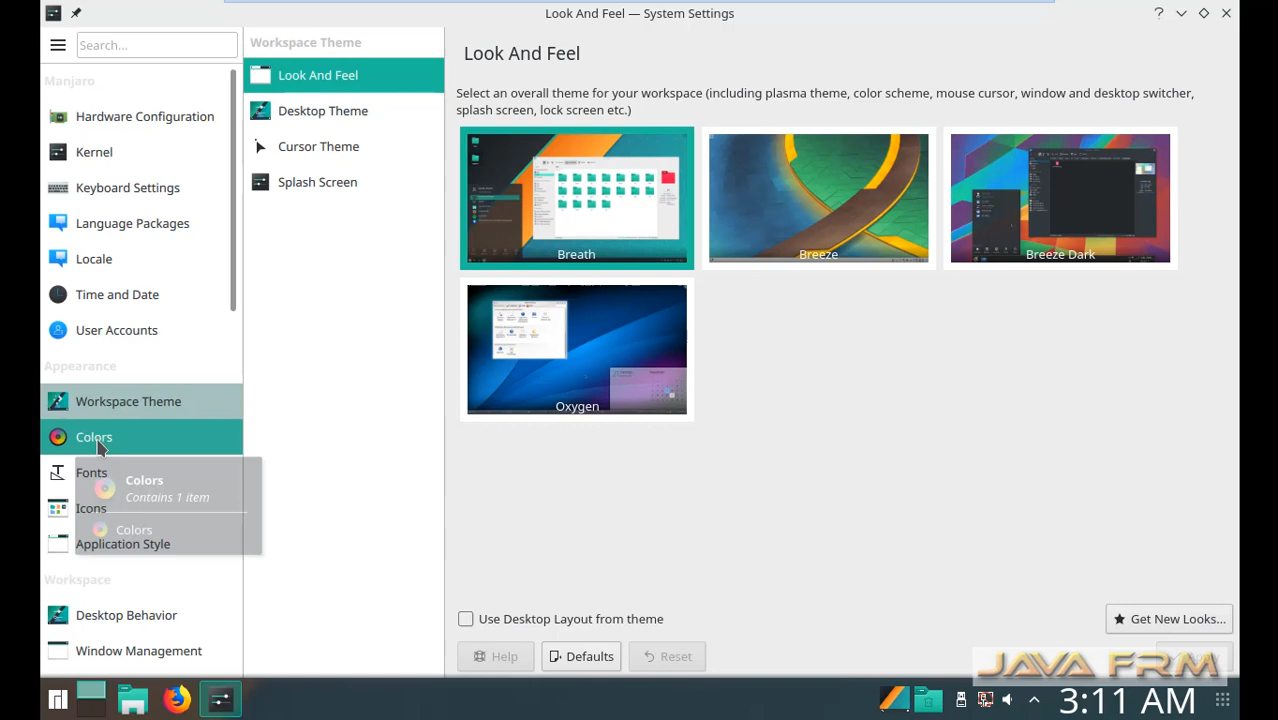 Look And Feel — System Settings
Search...
Manjaro
Hardware Configuration
Kernel
Keyboard Settings
Language Packages
Locale
Time and Date
User Accounts
Appearance
Workspace Theme
Colors
Fonts
Colors
Contains 1 item
Icons
Colors
Application Style
Workspace
Desktop Behavior
Window Management
Workspace Theme
Look And Feel
Desktop Theme
Cursor Theme
Splash Screen
Look And Feel
Select an overall theme for your workspace (including plasma theme, color scheme, mouse cursor, window and desktop switcher,
splash screen, lock screen etc.)
Breath
Breeze
Breeze Dark
Oxygen
Use Desktop Layout from theme
Get New Looks...
Help
Defaults
Reset
JAVA FRM
3:11 AM